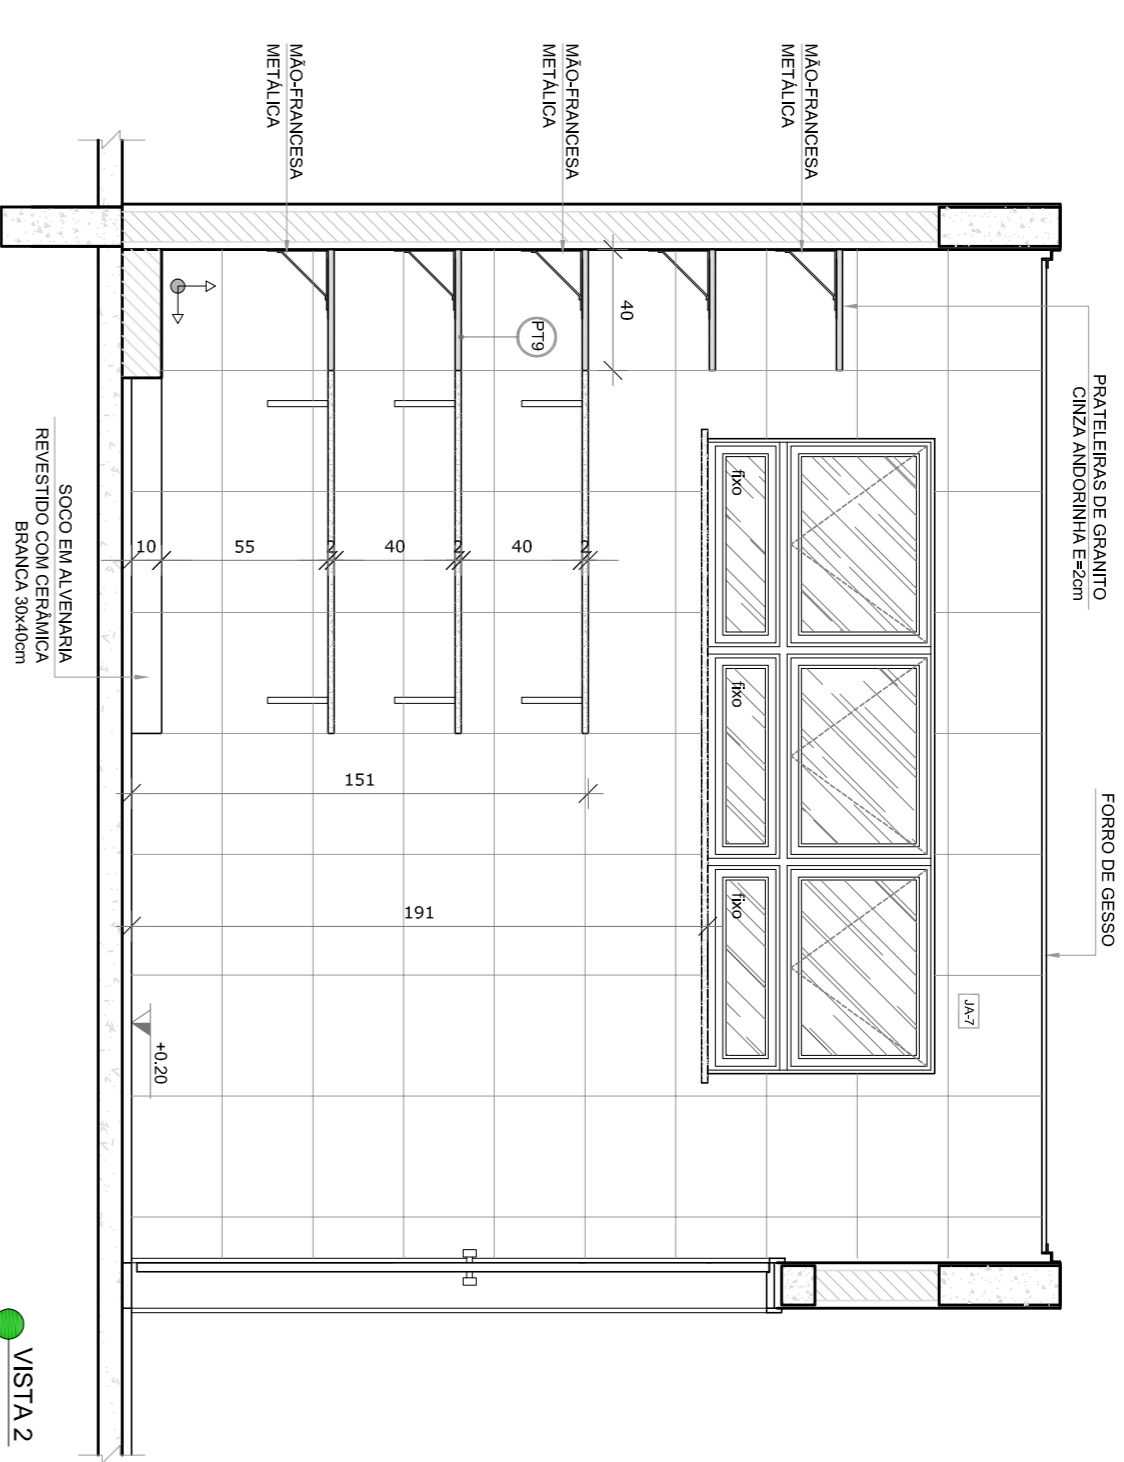 FORRO DE GESSO
PRATELEIRAS DE GRANITO
CINZA ANDORINHA E=2cm
JA-7
MÃO-FRANCESA
METÁLICA
fixo
fixo
fixo
MÃO-FRANCESA
METÁLICA
40
PT9
2
40
2
40
2
55
10
151
191
MÃO-FRANCESA
METÁLICA
+0.20
SOCO EM ALVENARIA
REVESTIDO COM CERÂMICA
BRANCA 30x40cm
VISTA 2